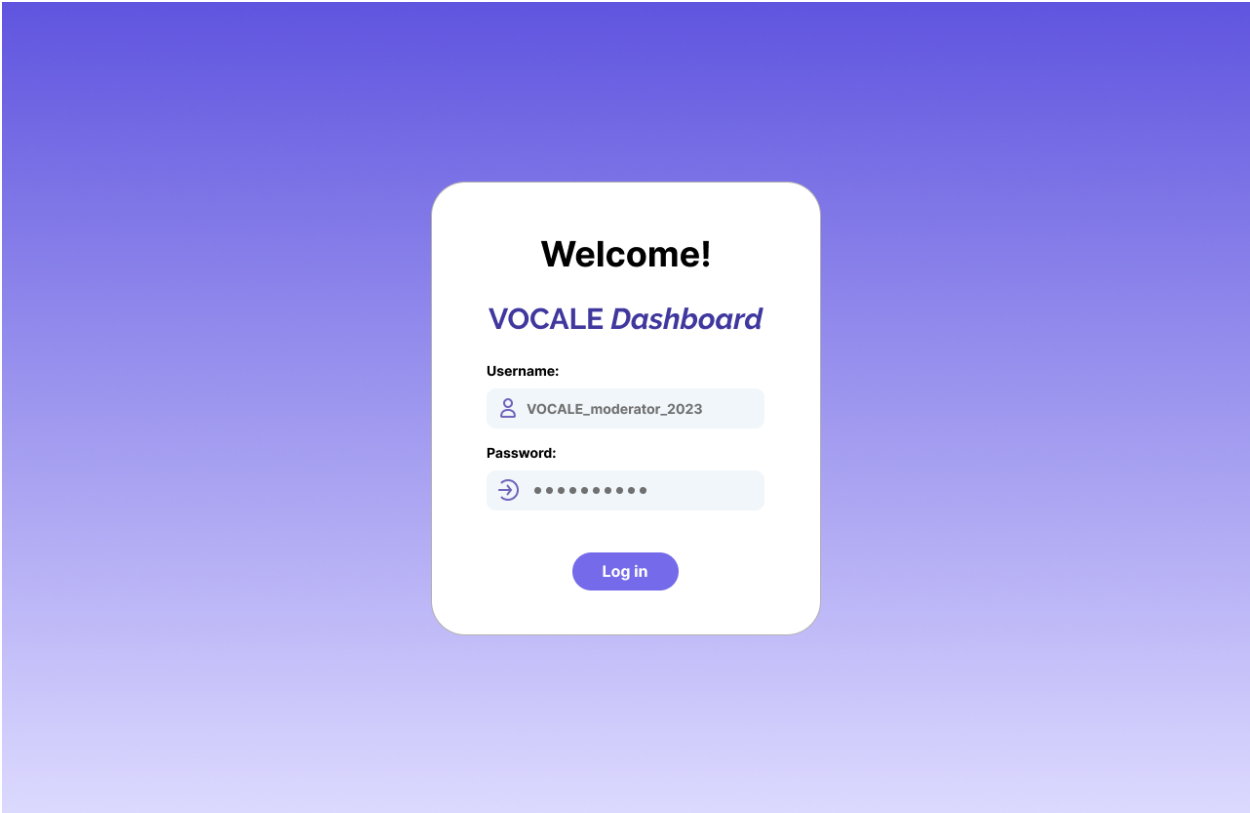 Welcome!
VOCALE Dashboard
Username:
VOCALE_moderator_2023
Password:
Log in